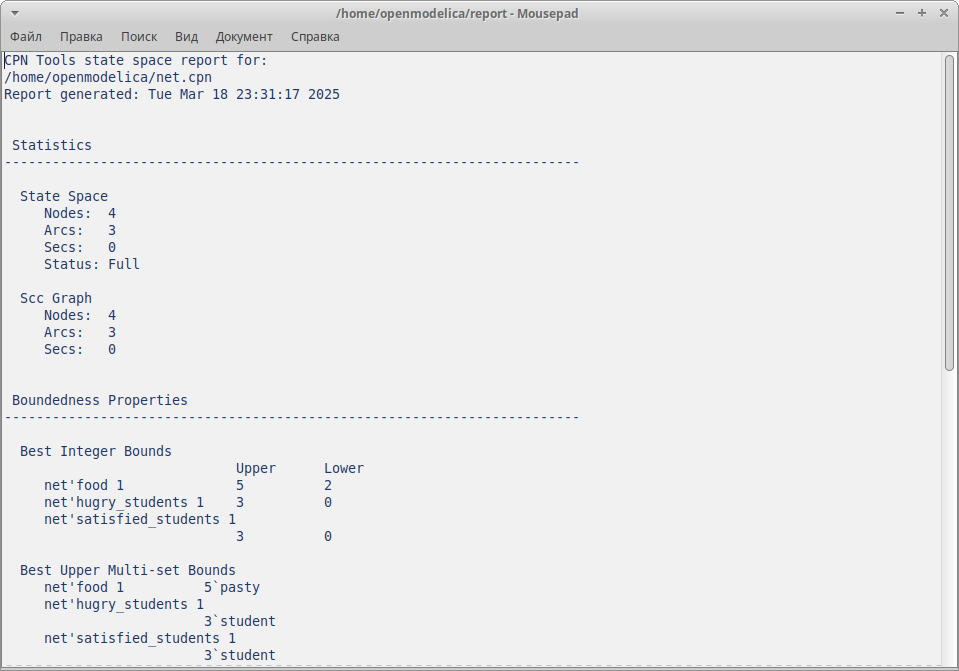 /home/openmodelica/report - Mousepad
Файл Правка Поиск Вид Документ Справка
CPN Tools state space report for:
/home/openmodelica/net.cpn
Report generated: Tue Mar 18 23:31:17 2025
Statistics
------------------------------------------------------------------------
State Space
Nodes: 4
Arcs: 3
Secs: 0
Status: Full
Scc Graph
Nodes: 4
Arcs: 3
Secs: 0
Boundedness Properties
------------------------------------------------------------------------
Best Integer Bounds
Upper Lower
net'food 1 5 2
net'hugry_students 1 3 0
net'satisfied_students 1
3 0
Best Upper Multi-set Bounds
net'food 1 5`pasty
net'hugry_students 1
3`student
net'satisfied_students 1
3`student